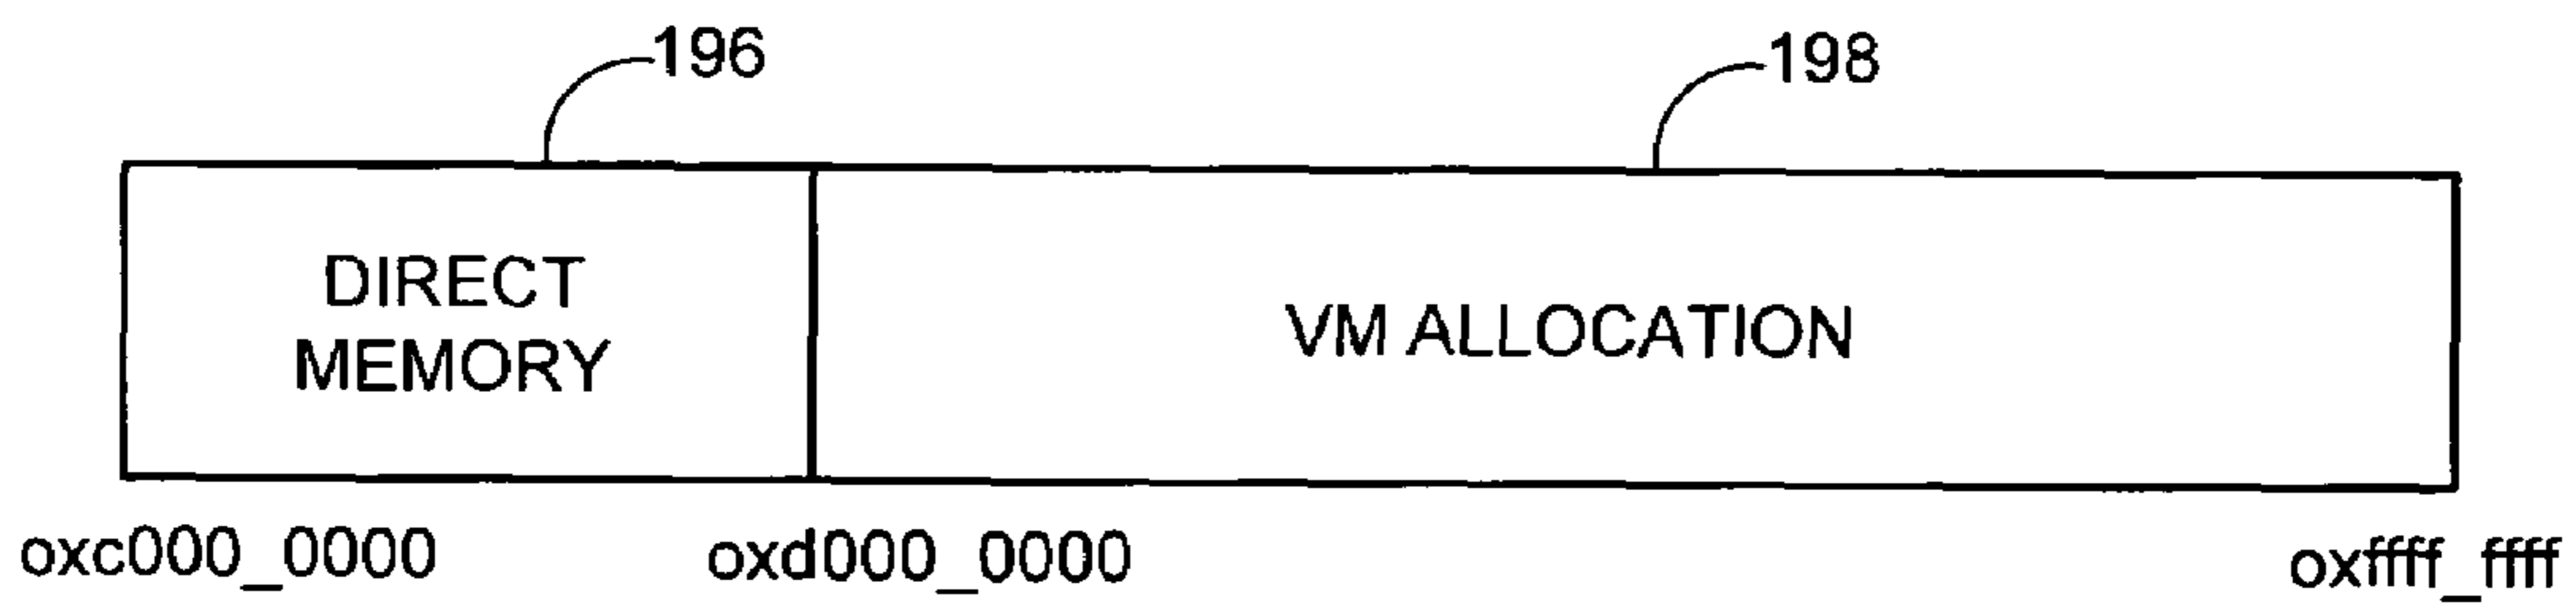 196
198
DIRECT
MEMORY
VM ALLOCATION
oxc000_0000
oxd000_0000
oxffff_ffff